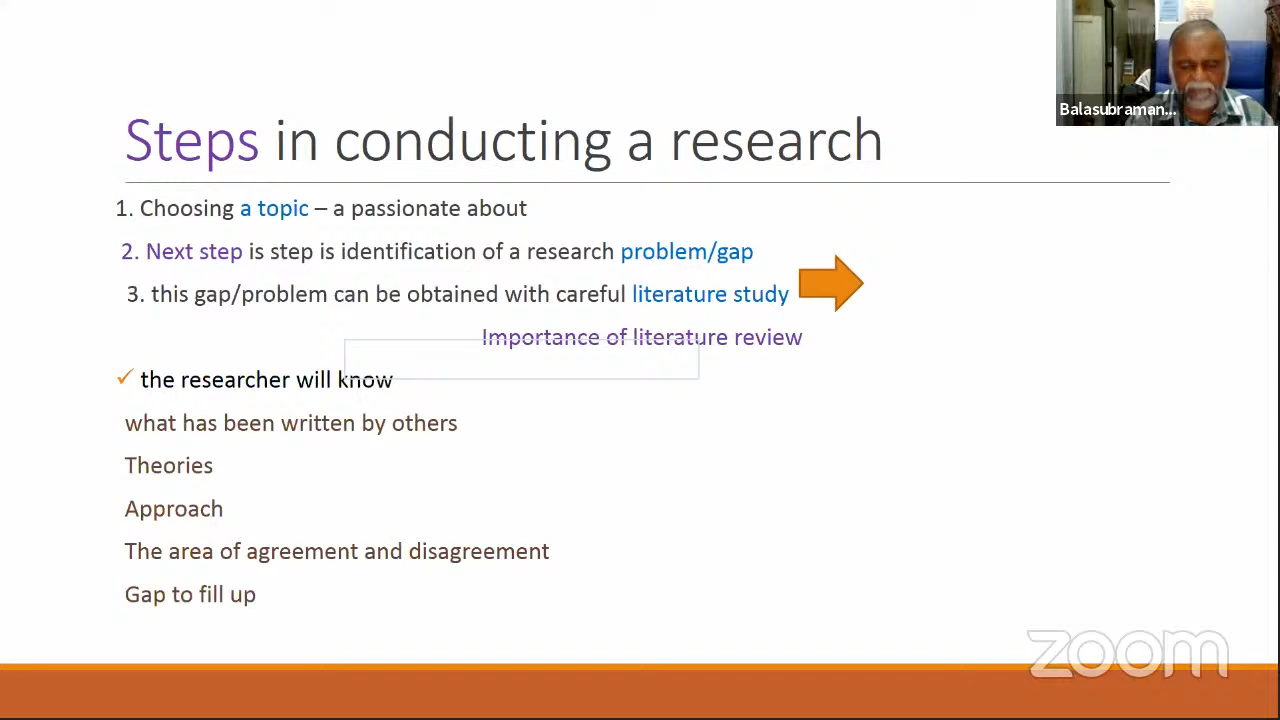 Balasubraman...
Steps in conducting a research
1. Choosing a topic – a passionate about
2. Next step is step is identification of a research problem/gap
3. this gap/problem can be obtained with careful literature study
Importance of literature review
✓ the researcher will know
what has been written by others
Theories
Approach
The area of agreement and disagreement
Gap to fill up
zoom